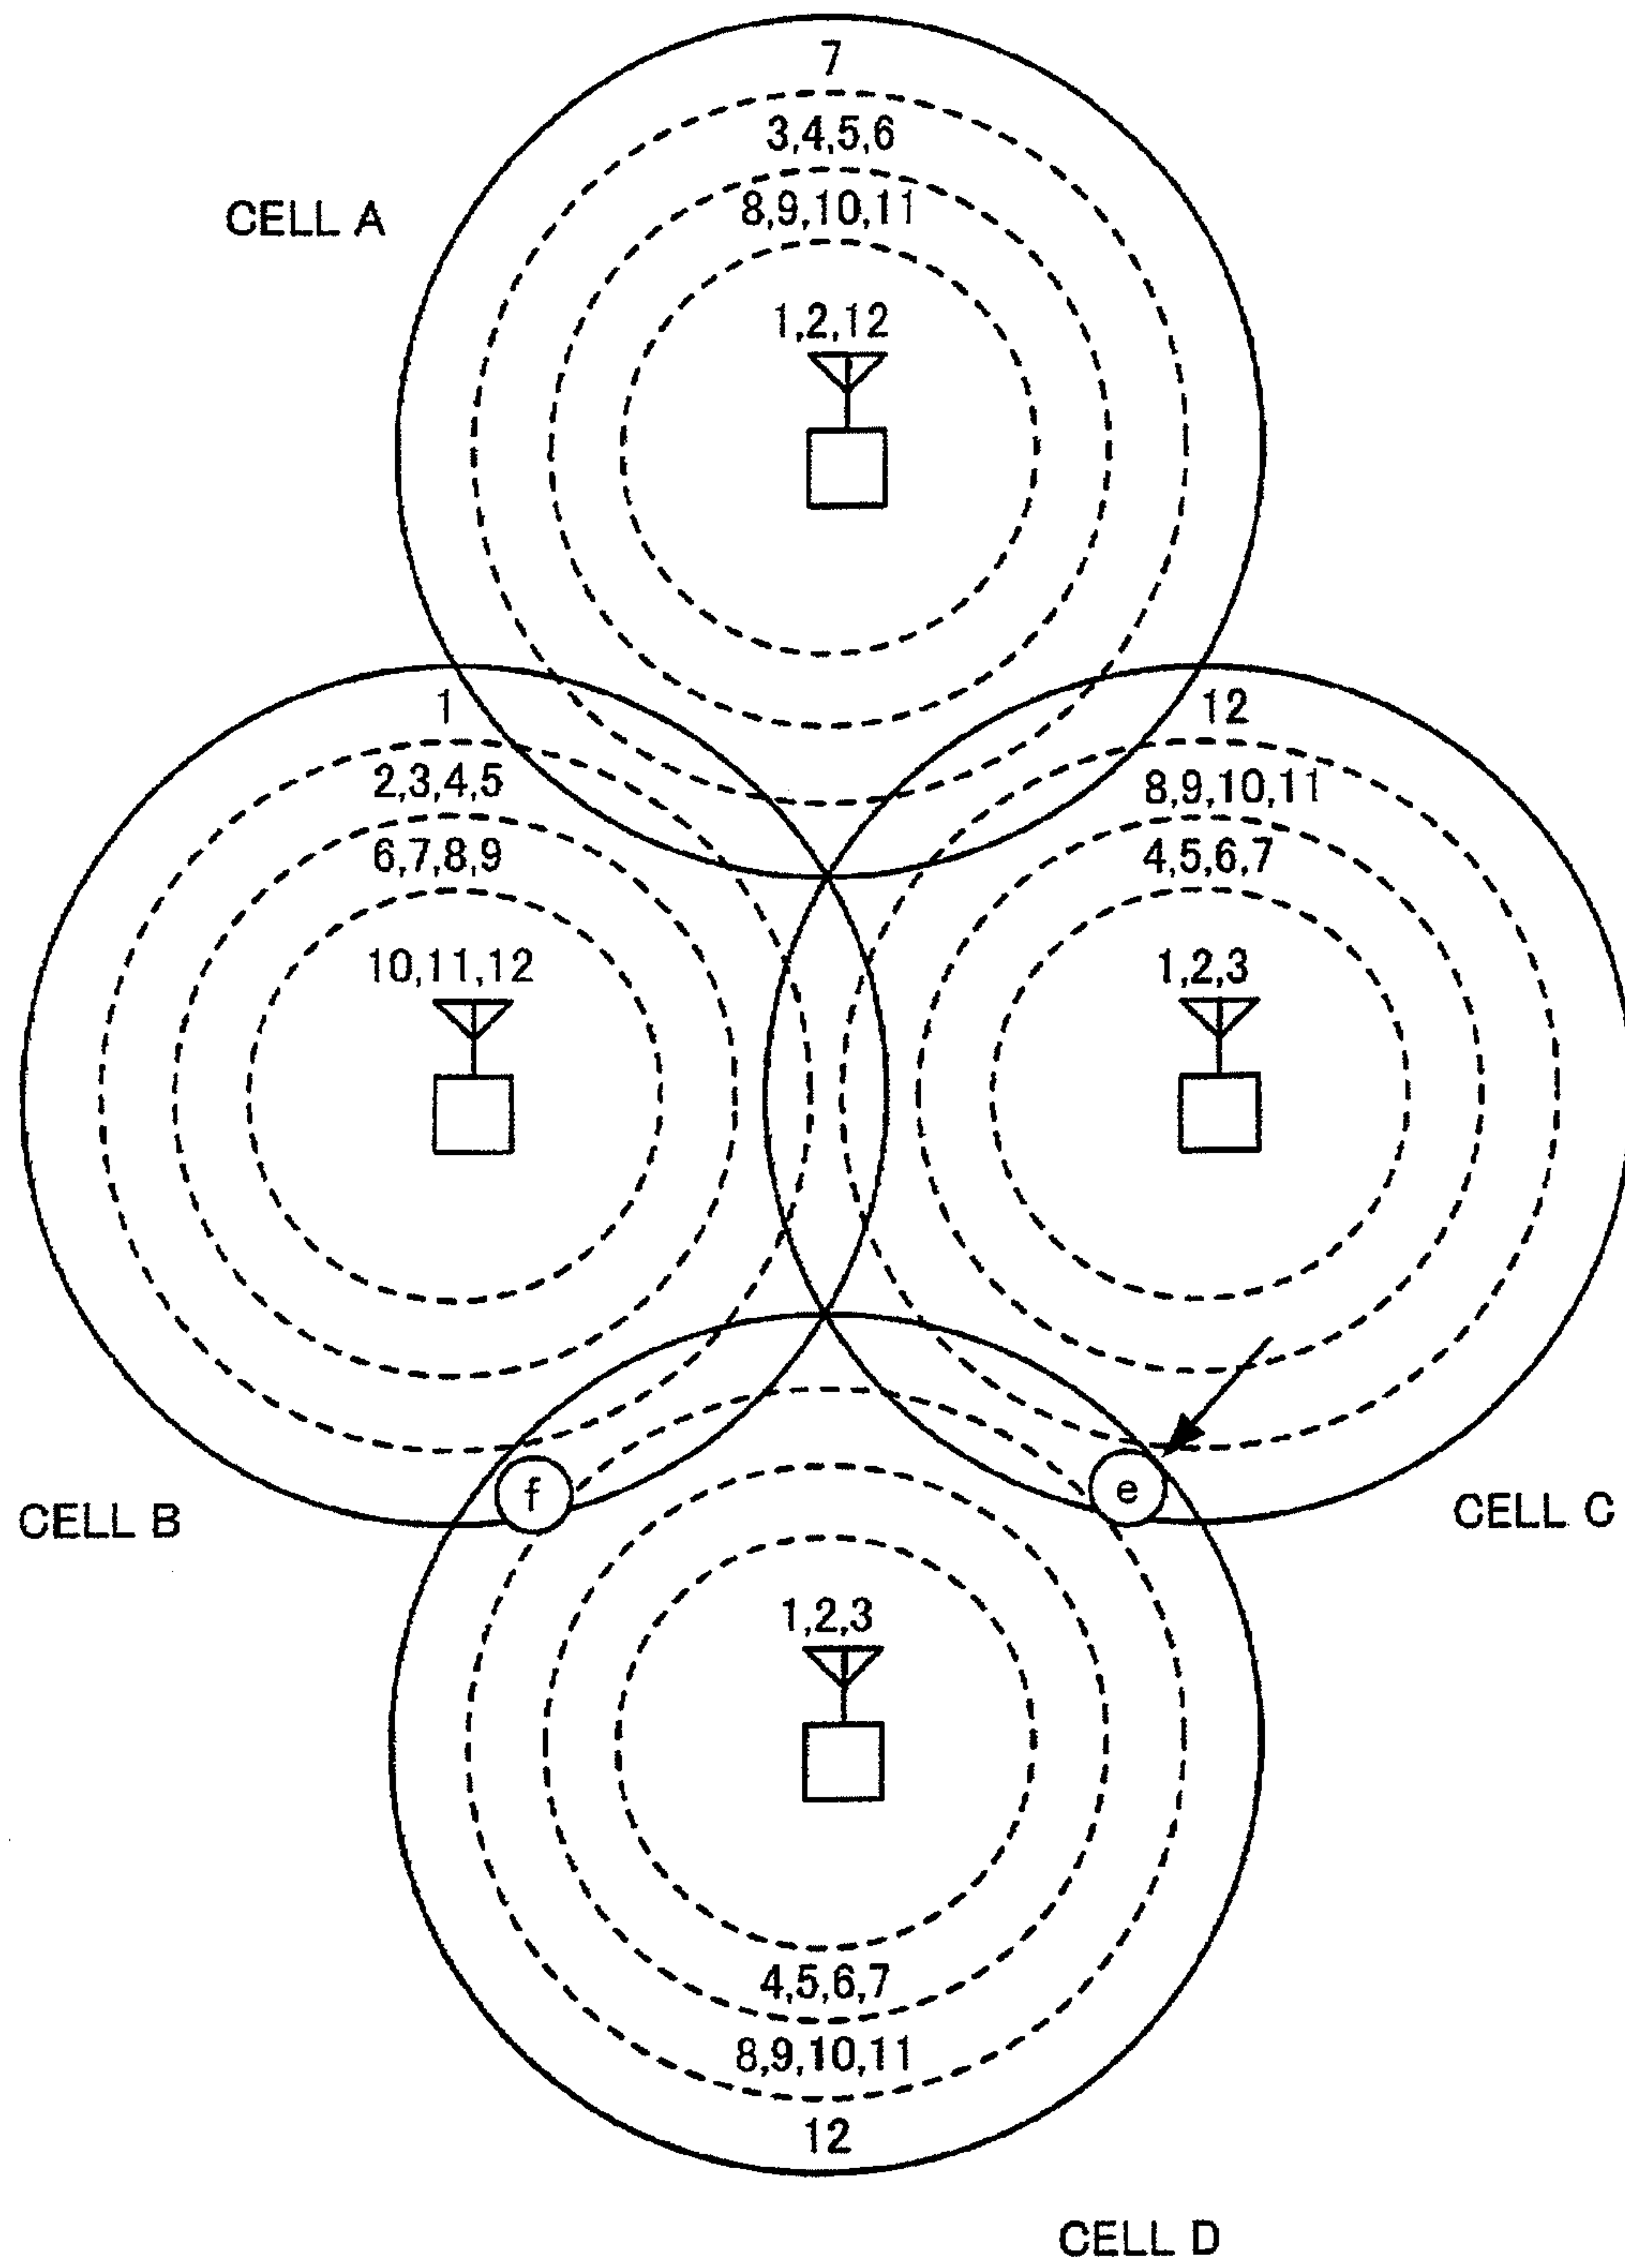 7
3,4,5,6
8,9,10,11
CELL A
1,2,12
1
12
2,3,4,5
8,9,10,11
6,7,8,9
4,5,6,7
10,11,12
1,2,3
f
e
CELL B
CELL C
1,2,3
4,5,6,7
8,9,10,11
12
CELL D